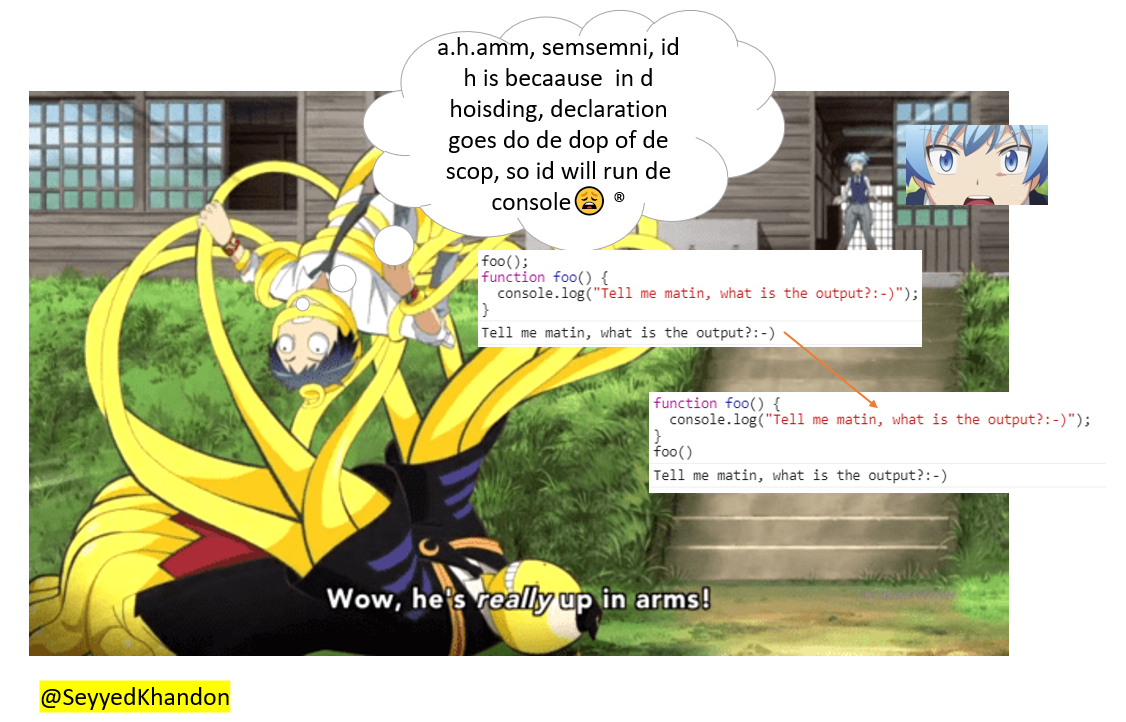 a.h.amm, semsemni, id
h is becaause in d
hoisding, declaration
goes do de dop of de
scop, so id will run de
console😩 ®
foo();
function foo() {
console.log("Tell me matin, what is the output?:-)");
}
Tell me matin, what is the output?:-)
function foo() {
console.log("Tell me matin, what is the output?:-)");
}
foo()
Tell me matin, what is the output?:-)
Wow, he's really up in arms!
@SeyyedKhandon